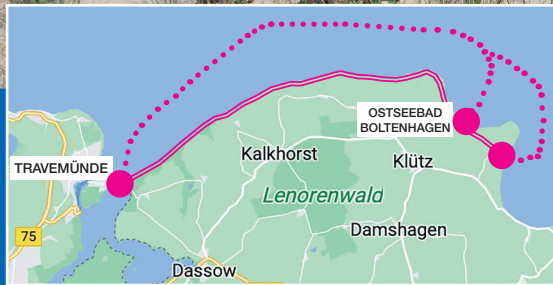 OSTSEEBAD
BOLTENHAGEN
TRAVEMÜNDE
Kalkhorst
Klütz
Lenorenwald
75
Damshagen
Dassow